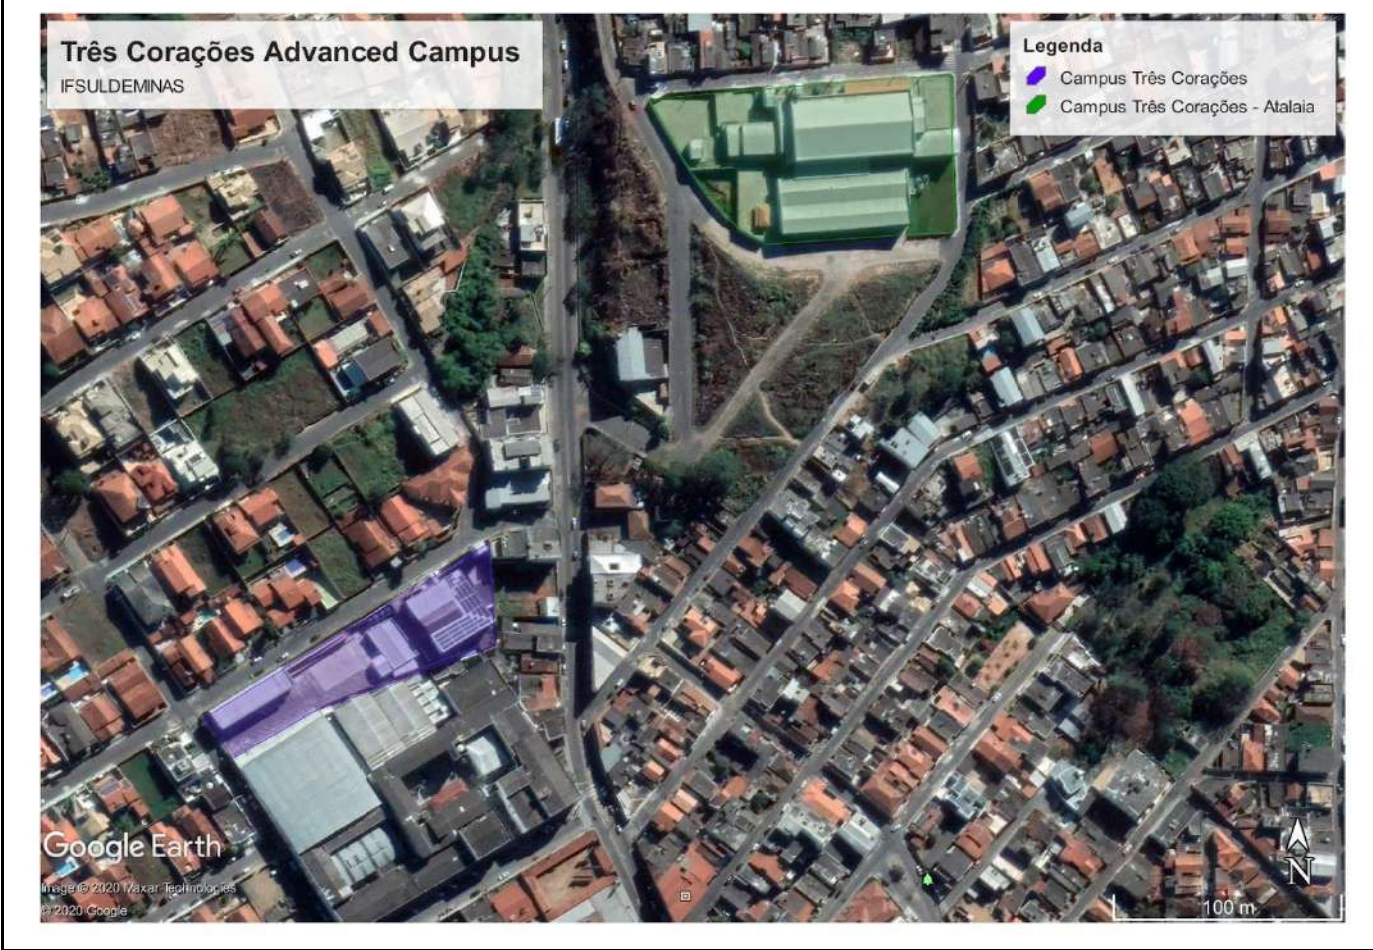 Três Corações Advanced Campus
IFSULDEMINAS
Legenda
Campus Três Corações
Campus Três Corações - Atalaia
Google Earth
Image © 2020 Maxar Technologies
© 2020 Google
N
100 m